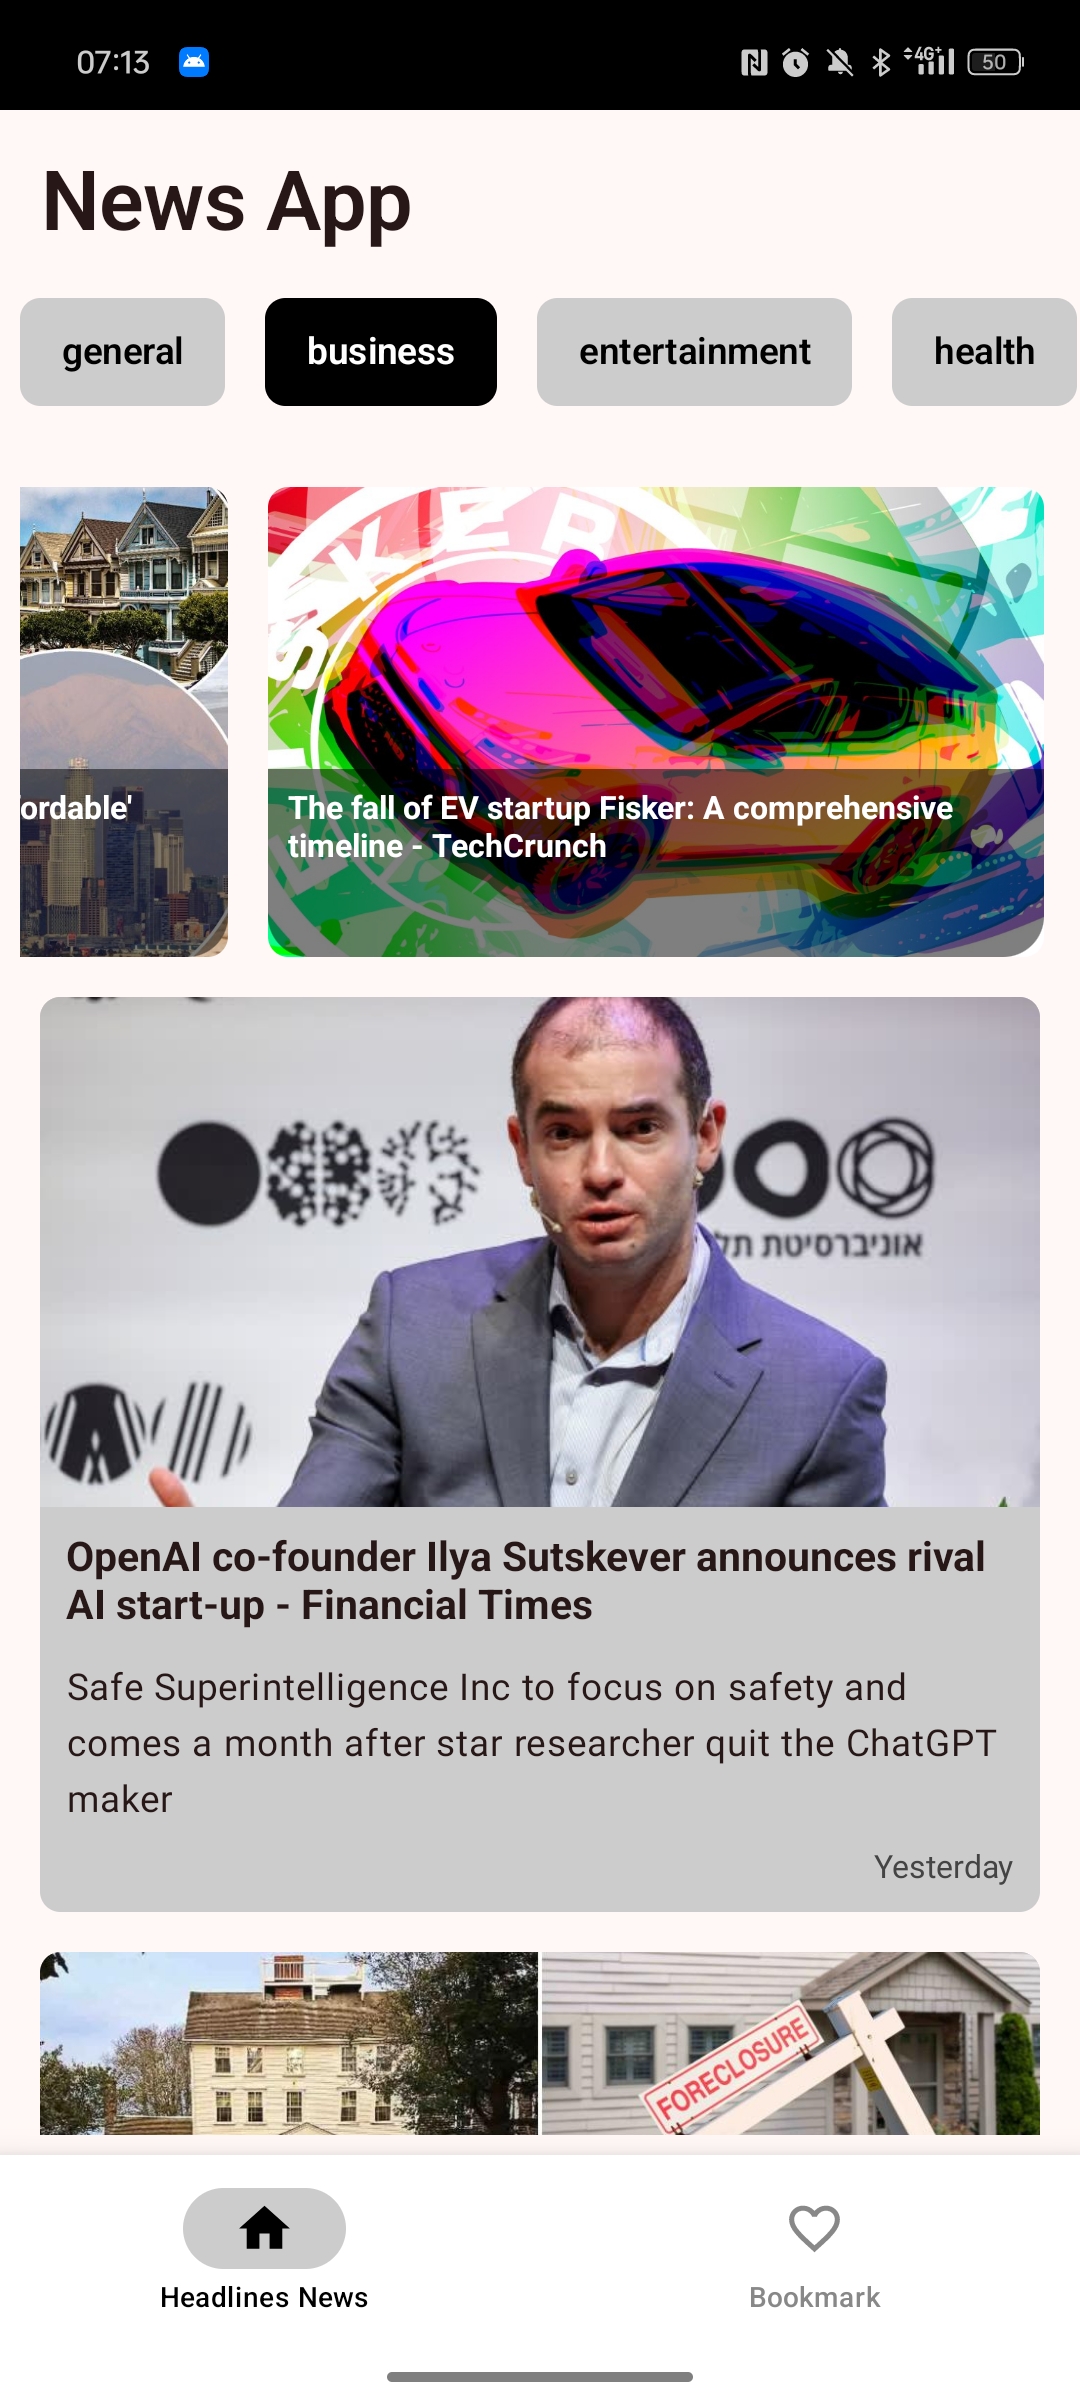 07:13
4G+
50
News App
general
business
entertainment
health
SKER
ordable'
The fall of EV startup Fisker: A comprehensive
timeline - TechCrunch
אוניברסיטת תל
OpenAI co-founder Ilya Sutskever announces rival
AI start-up - Financial Times
Safe Superintelligence Inc to focus on safety and
comes a month after star researcher quit the ChatGPT
maker
Yesterday
FORECLOSURE
Headlines News
Bookmark